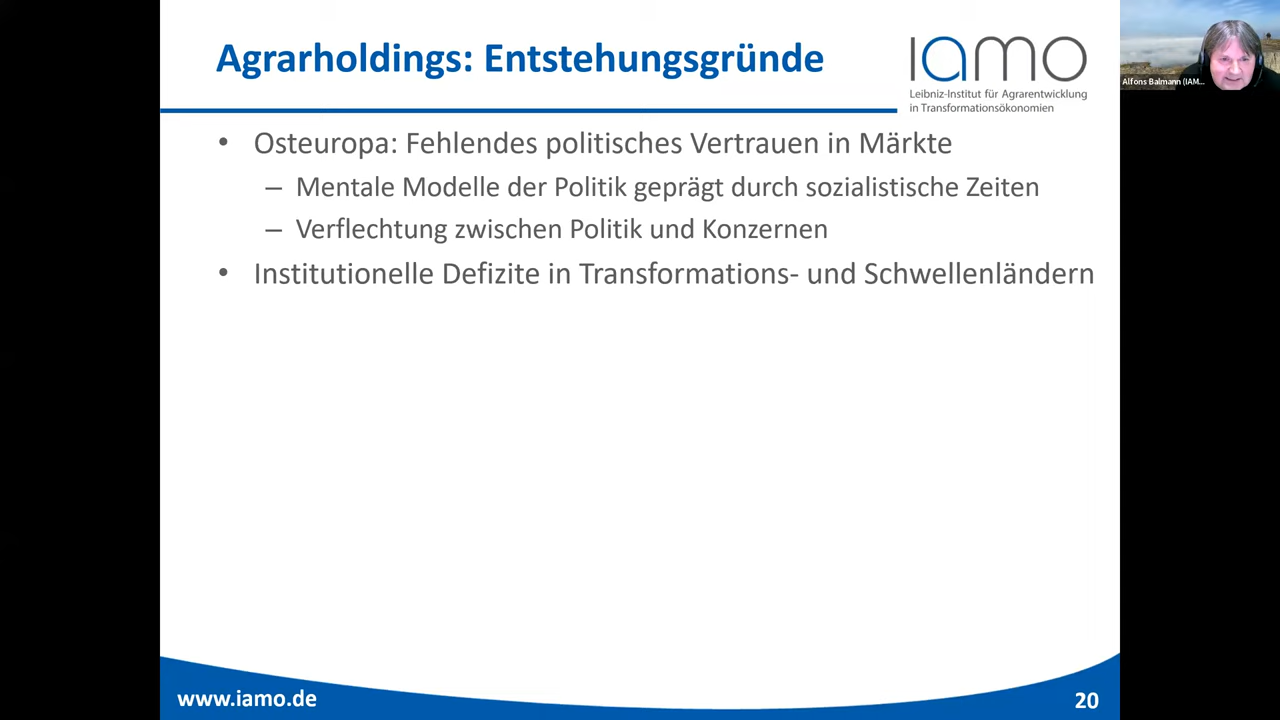 Agrarholdings: Entstehungsgründe
iamo
Leibniz-Institut für Agrarentwicklung
in Transformationsökonomien
Alfons Balmann (IAM...
• Osteuropa: Fehlendes politisches Vertrauen in Märkte
– Mentale Modelle der Politik geprägt durch sozialistische Zeiten
– Verflechtung zwischen Politik und Konzernen
• Institutionelle Defizite in Transformations- und Schwellenländern
www.iamo.de
20